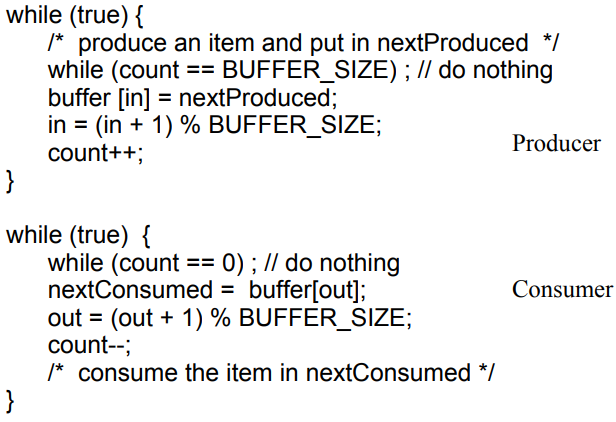 while (true) {
/*  produce an item and put in nextProduced  */
while (count == BUFFER_SIZE) ; // do nothing
buffer [in] = nextProduced;
in = (in + 1) % BUFFER_SIZE;
count++;
Producer
}
while (true)  {
while (count == 0) ; // do nothing
nextConsumed =  buffer[out];
Consumer
out = (out + 1) % BUFFER_SIZE;
count--;
/*  consume the item in nextConsumed */
}